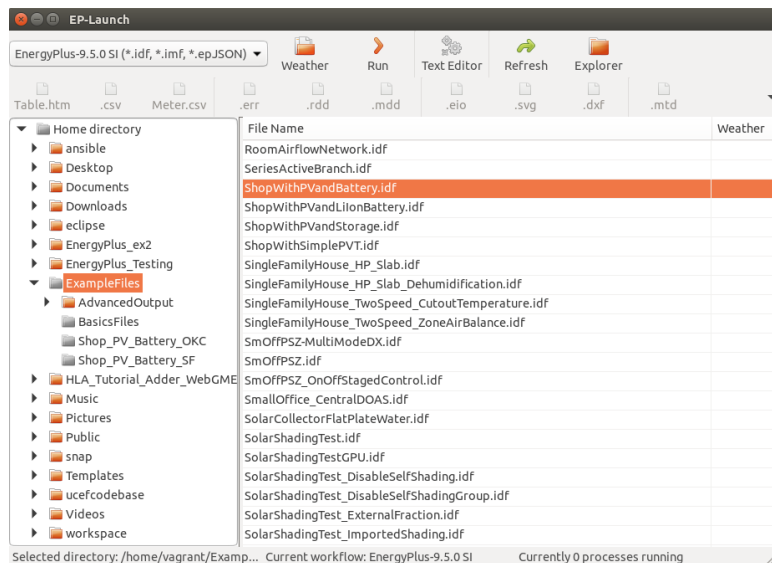 EP-Launch
EnergyPlus-9.5.0 SI (*.idf, *.imf, *.epJSON)
Weather Run Text Editor Refresh Explorer
Table.htm .csv Meter.csv .err .rdd .mdd .eio .svg .dxf .mtd
Home directory
ansible
Desktop
Documents
Downloads
eclipse
EnergyPlus_ex2
EnergyPlus_Testing
ExampleFiles
AdvancedOutput
BasicsFiles
Shop_PV_Battery_OKC
Shop_PV_Battery_SF
HLA_Tutorial_Adder_WebGME
Music
Pictures
Public
snap
Templates
ucefcodebase
Videos
workspace
File Name Weather
RoomAirflowNetwork.idf
SeriesActiveBranch.idf
ShopWithPVandBattery.idf
ShopWithPVandLiIonBattery.idf
ShopWithPVandStorage.idf
ShopWithSimplePVT.idf
SingleFamilyHouse_HP_Slab.idf
SingleFamilyHouse_HP_Slab_Dehumidification.idf
SingleFamilyHouse_TwoSpeed_CutoutTemperature.idf
SingleFamilyHouse_TwoSpeed_ZoneAirBalance.idf
SmOffPSZ-MultiModeDX.idf
SmOffPSZ.idf
SmOffPSZ_OnOffStagedControl.idf
SmallOffice_CentralDOAS.idf
SolarCollectorFlatPlateWater.idf
SolarShadingTest.idf
SolarShadingTestGPU.idf
SolarShadingTest_DisableSelfShading.idf
SolarShadingTest_DisableSelfShadingGroup.idf
SolarShadingTest_ExternalFraction.idf
SolarShadingTest_ImportedShading.idf
Selected directory: /home/vagrant/Examp... Current workflow: EnergyPlus-9.5.0 SI Currently 0 processes running